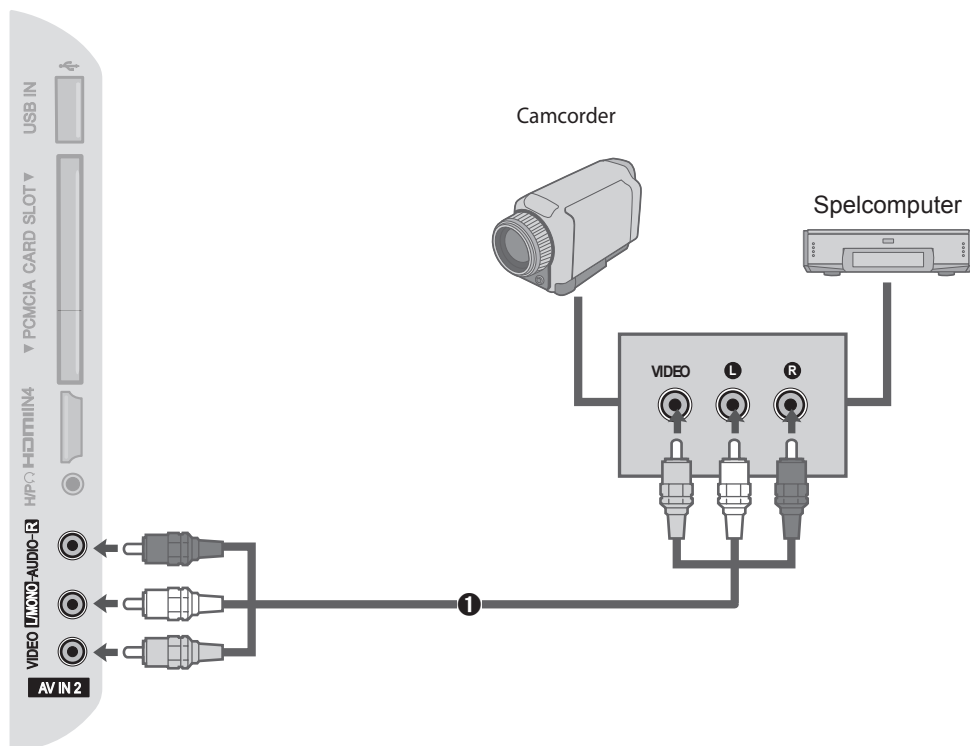 USB IN
▼ PCMCIA CARD SLOT ▼
HDMI IN4
H/P
AUDIO-R
L/MONO
VIDEO
AV IN 2
Camcorder
Spelcomputer
VIDEO
L
R
1